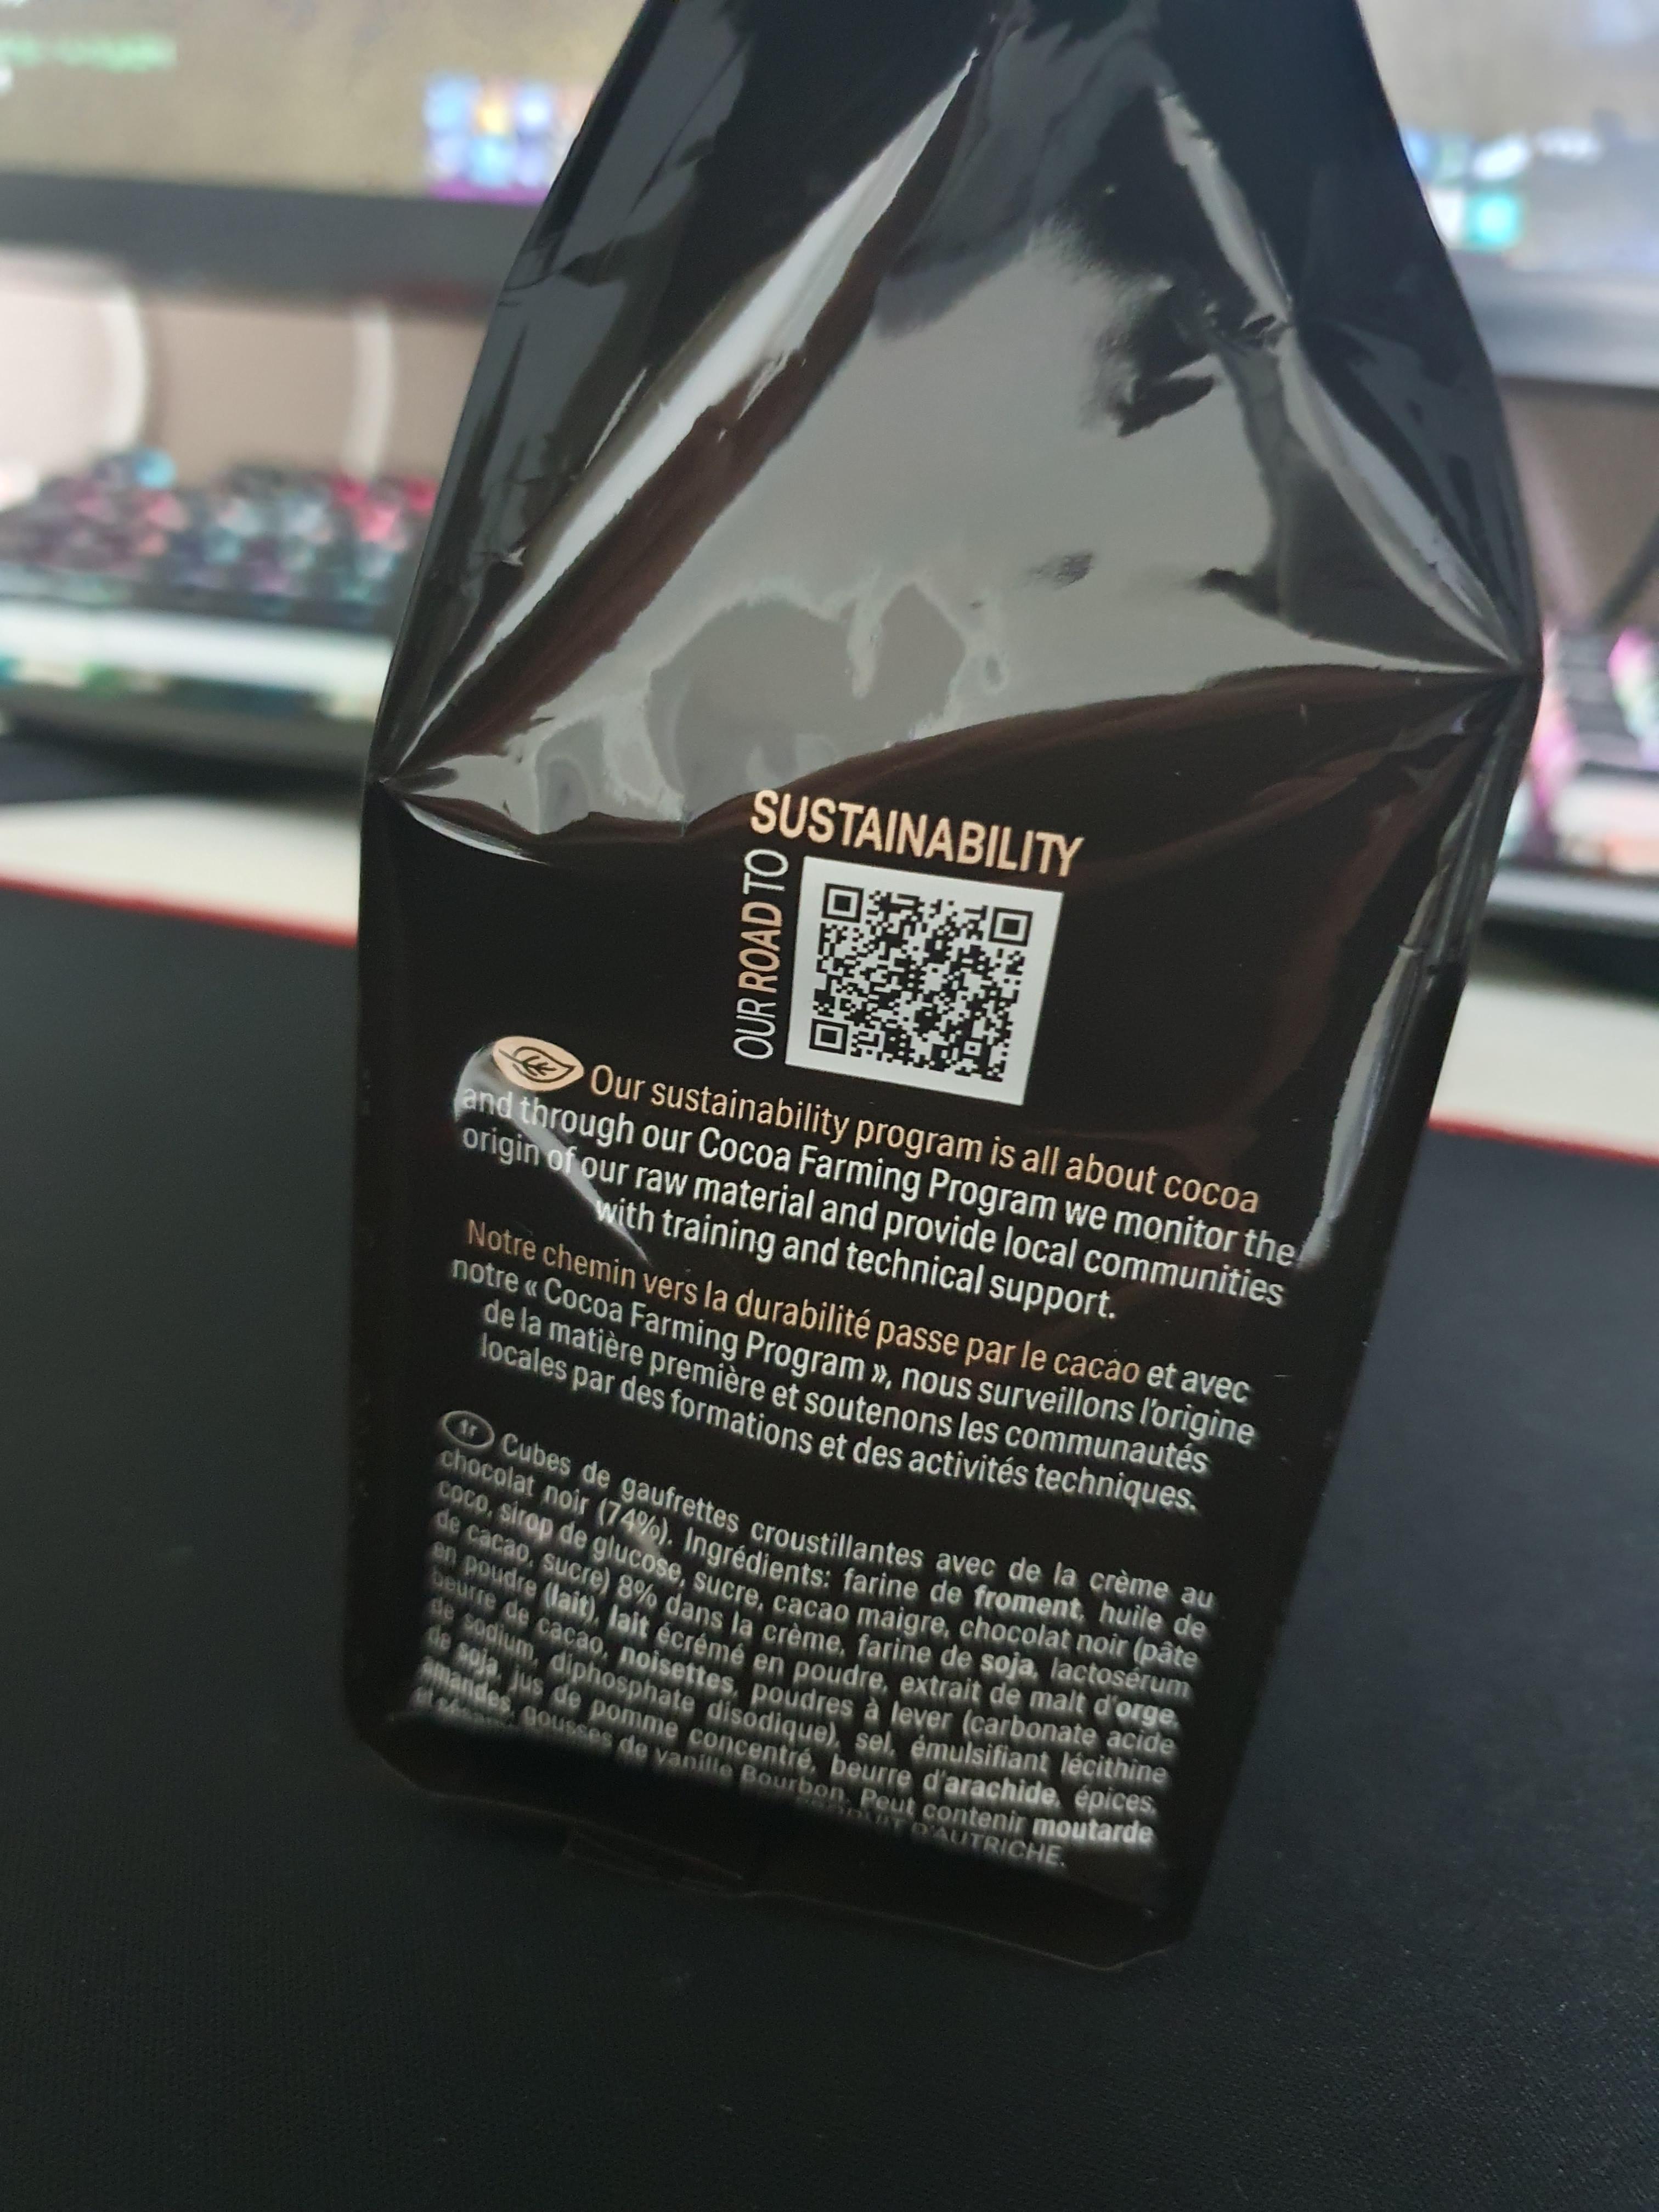 SUSTAINABILITY
OUR ROAD TO
Our sustainability program is all about cocoa
and through our Cocoa Farming Program we monitor the
origin of our raw material and provide local communities
with training and technical support.
Notre chemin vers la durabilité passe par le cacao et avec
notre « Cocoa Farming Program », nous surveillons l'origine
de la matière première et soutenons les communautés
locales par des formations et des activités techniques.
fr Cubes de gaufrettes croustillantes avec de la crème au
chocolat noir (74%). Ingrédients: farine de froment, huile de
coco, sirop de glucose, sucre, cacao maigre, chocolat noir (pâte
de cacao, sucre) 8% dans la crème, farine de soja, lactosérum
en poudre (lait), lait écrémé en poudre, extrait de malt d'orge,
beurre de cacao, noisettes, poudres à lever (carbonate acide
de sodium, diphosphate disodique), sel, émulsifiant lécithine
de soja, jus de pomme concentré, beurre d'arachide, épices,
amandes, gousses de vanille Bourbon. Peut contenir moutarde
et sésame. PRODUIT D'AUTRICHE.